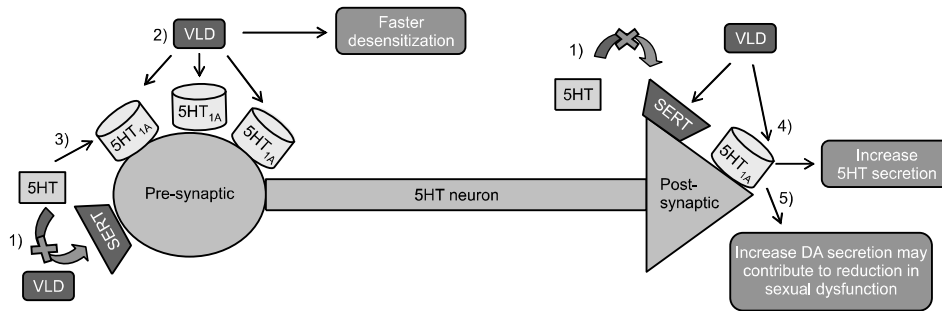 2)
VLD
Faster
desensitization
5HT1A
5HT1A
5HT1A
3)
5HT
1)
SERT
VLD
Pre-synaptic
5HT neuron
1)
5HT
VLD
SERT
4)
5HT1A
Increase
5HT secretion
Post-
synaptic
5)
Increase DA secretion may
contribute to reduction in
sexual dysfunction